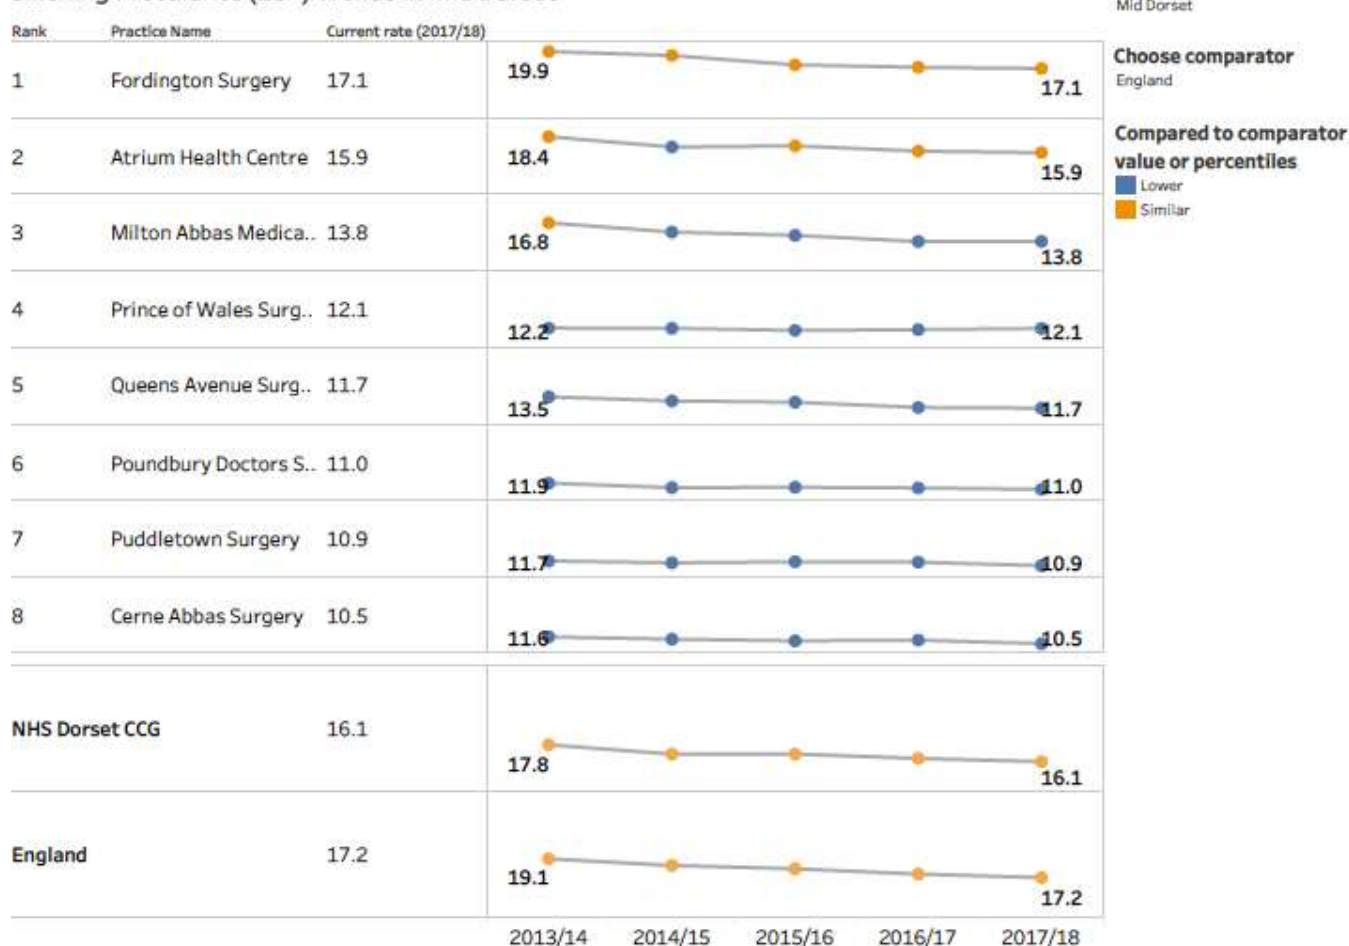 Mid Dorset
Rank Practice Name Current rate (2017/18)
Choose comparator
England
1 Fordington Surgery 17.1 19.9 17.1
Compared to comparator
value or percentiles
Lower
Similar
2 Atrium Health Centre 15.9 18.4 15.9
3 Milton Abbas Medica.. 13.8 16.8 13.8
4 Prince of Wales Surg.. 12.1 12.2 12.1
5 Queens Avenue Surg.. 11.7 13.5 11.7
6 Poundbury Doctors S.. 11.0 11.9 11.0
7 Puddletown Surgery 10.9 11.7 10.9
8 Cerne Abbas Surgery 10.5 11.6 10.5
NHS Dorset CCG 16.1 17.8 16.1
England 17.2 19.1 17.2
2013/14 2014/15 2015/16 2016/17 2017/18